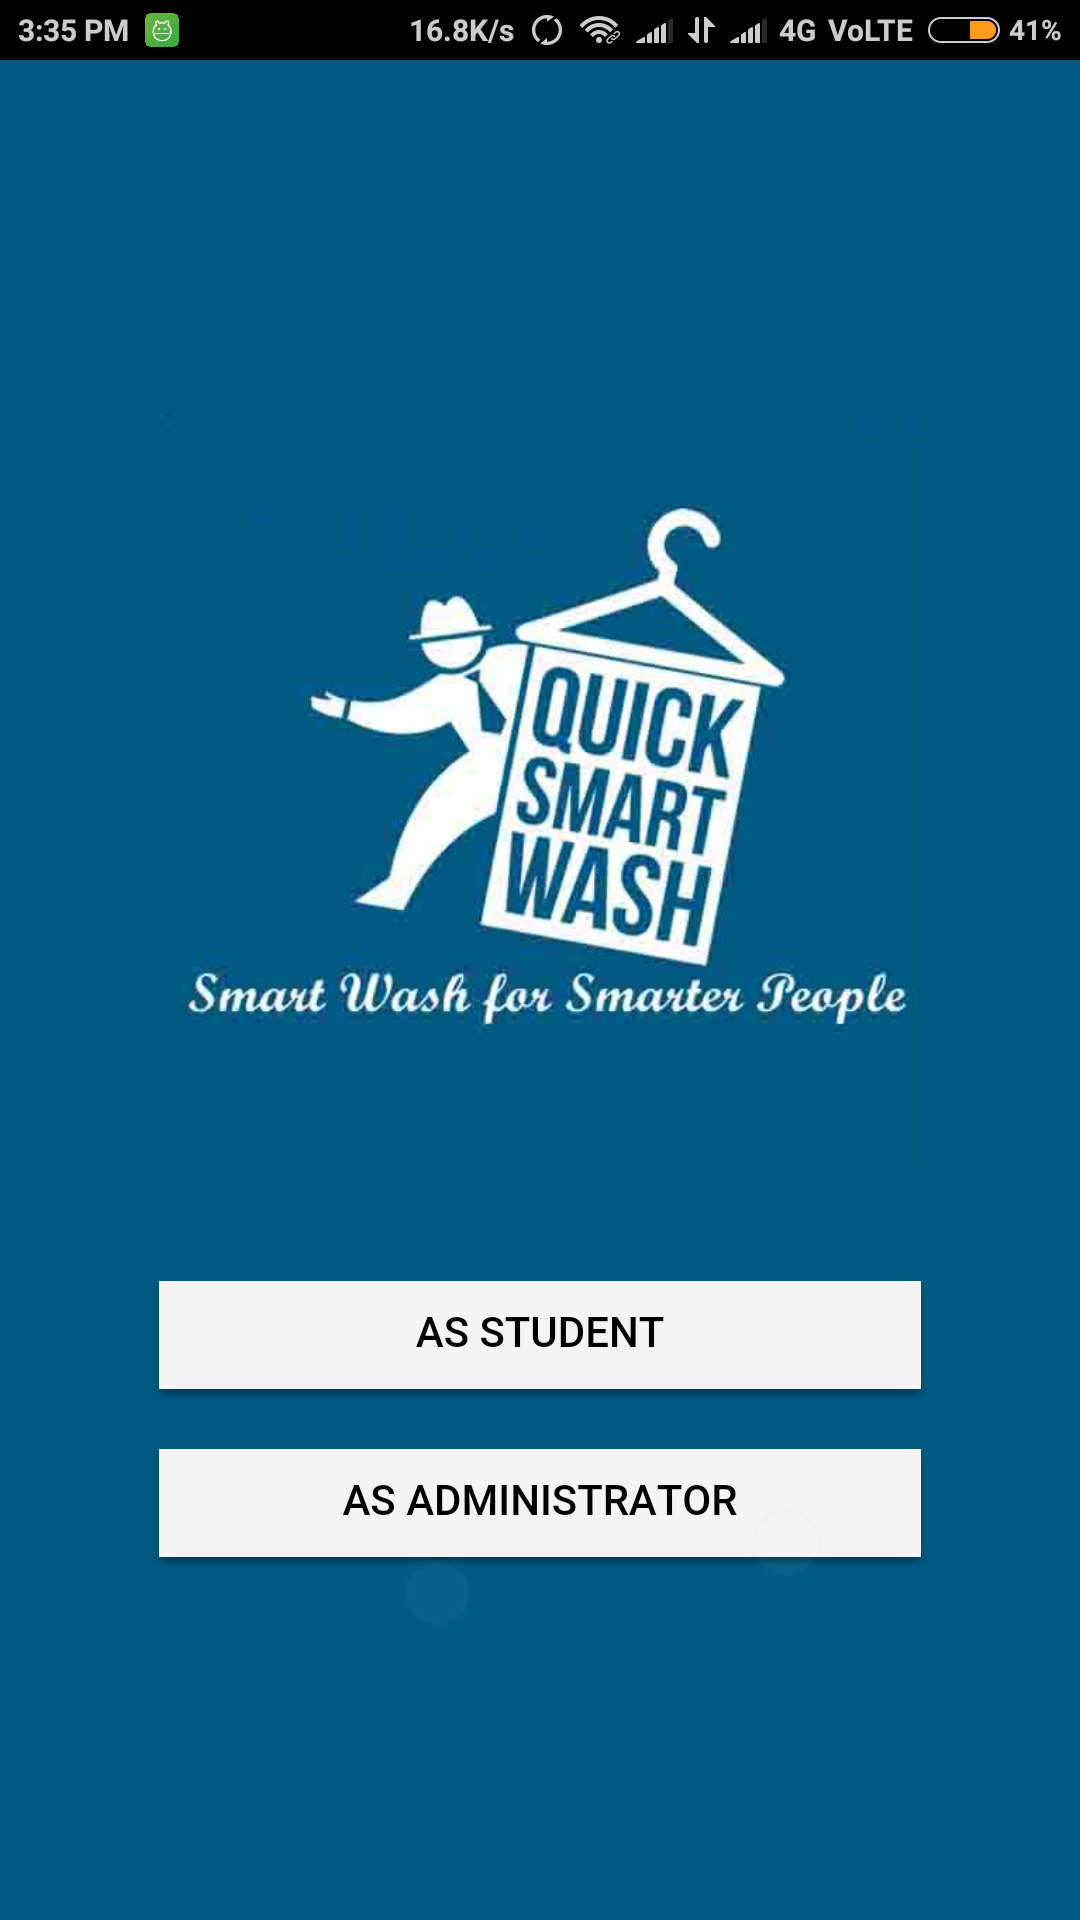 3:35 PM 16.8K/s 4G VoLTE 41%
QUICK
SMART
WASH
Smart Wash for Smarter People
AS STUDENT
AS ADMINISTRATOR